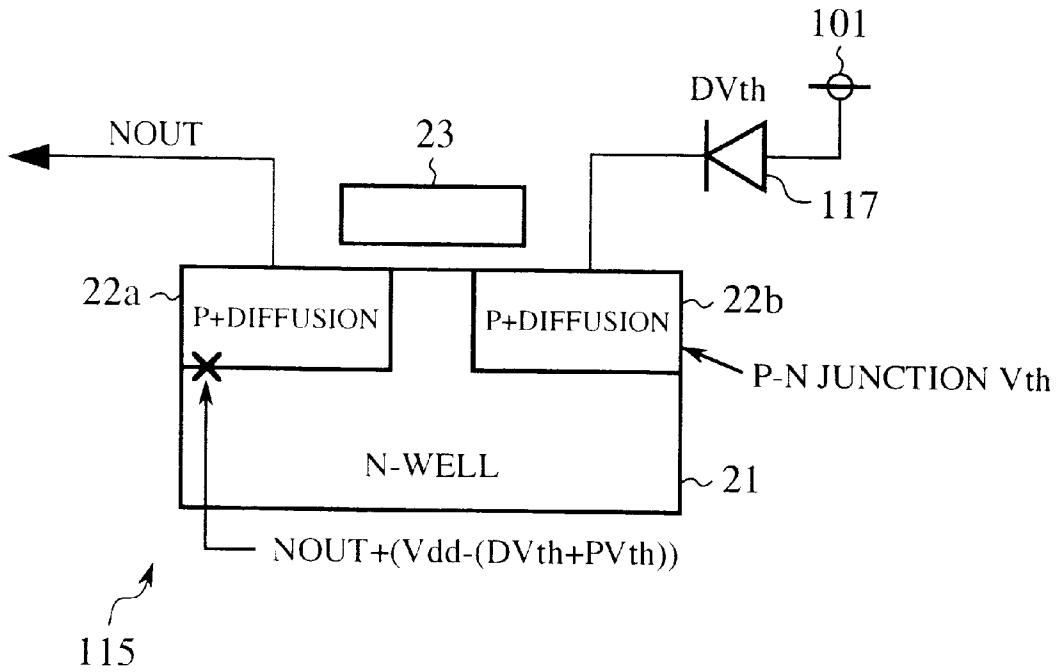 101
DVth
NOUT
23
117
22a
P+DIFFUSION
P+DIFFUSION
22b
P-N JUNCTION Vth
N-WELL
21
NOUT+(Vdd-(DVth+PVth))
115